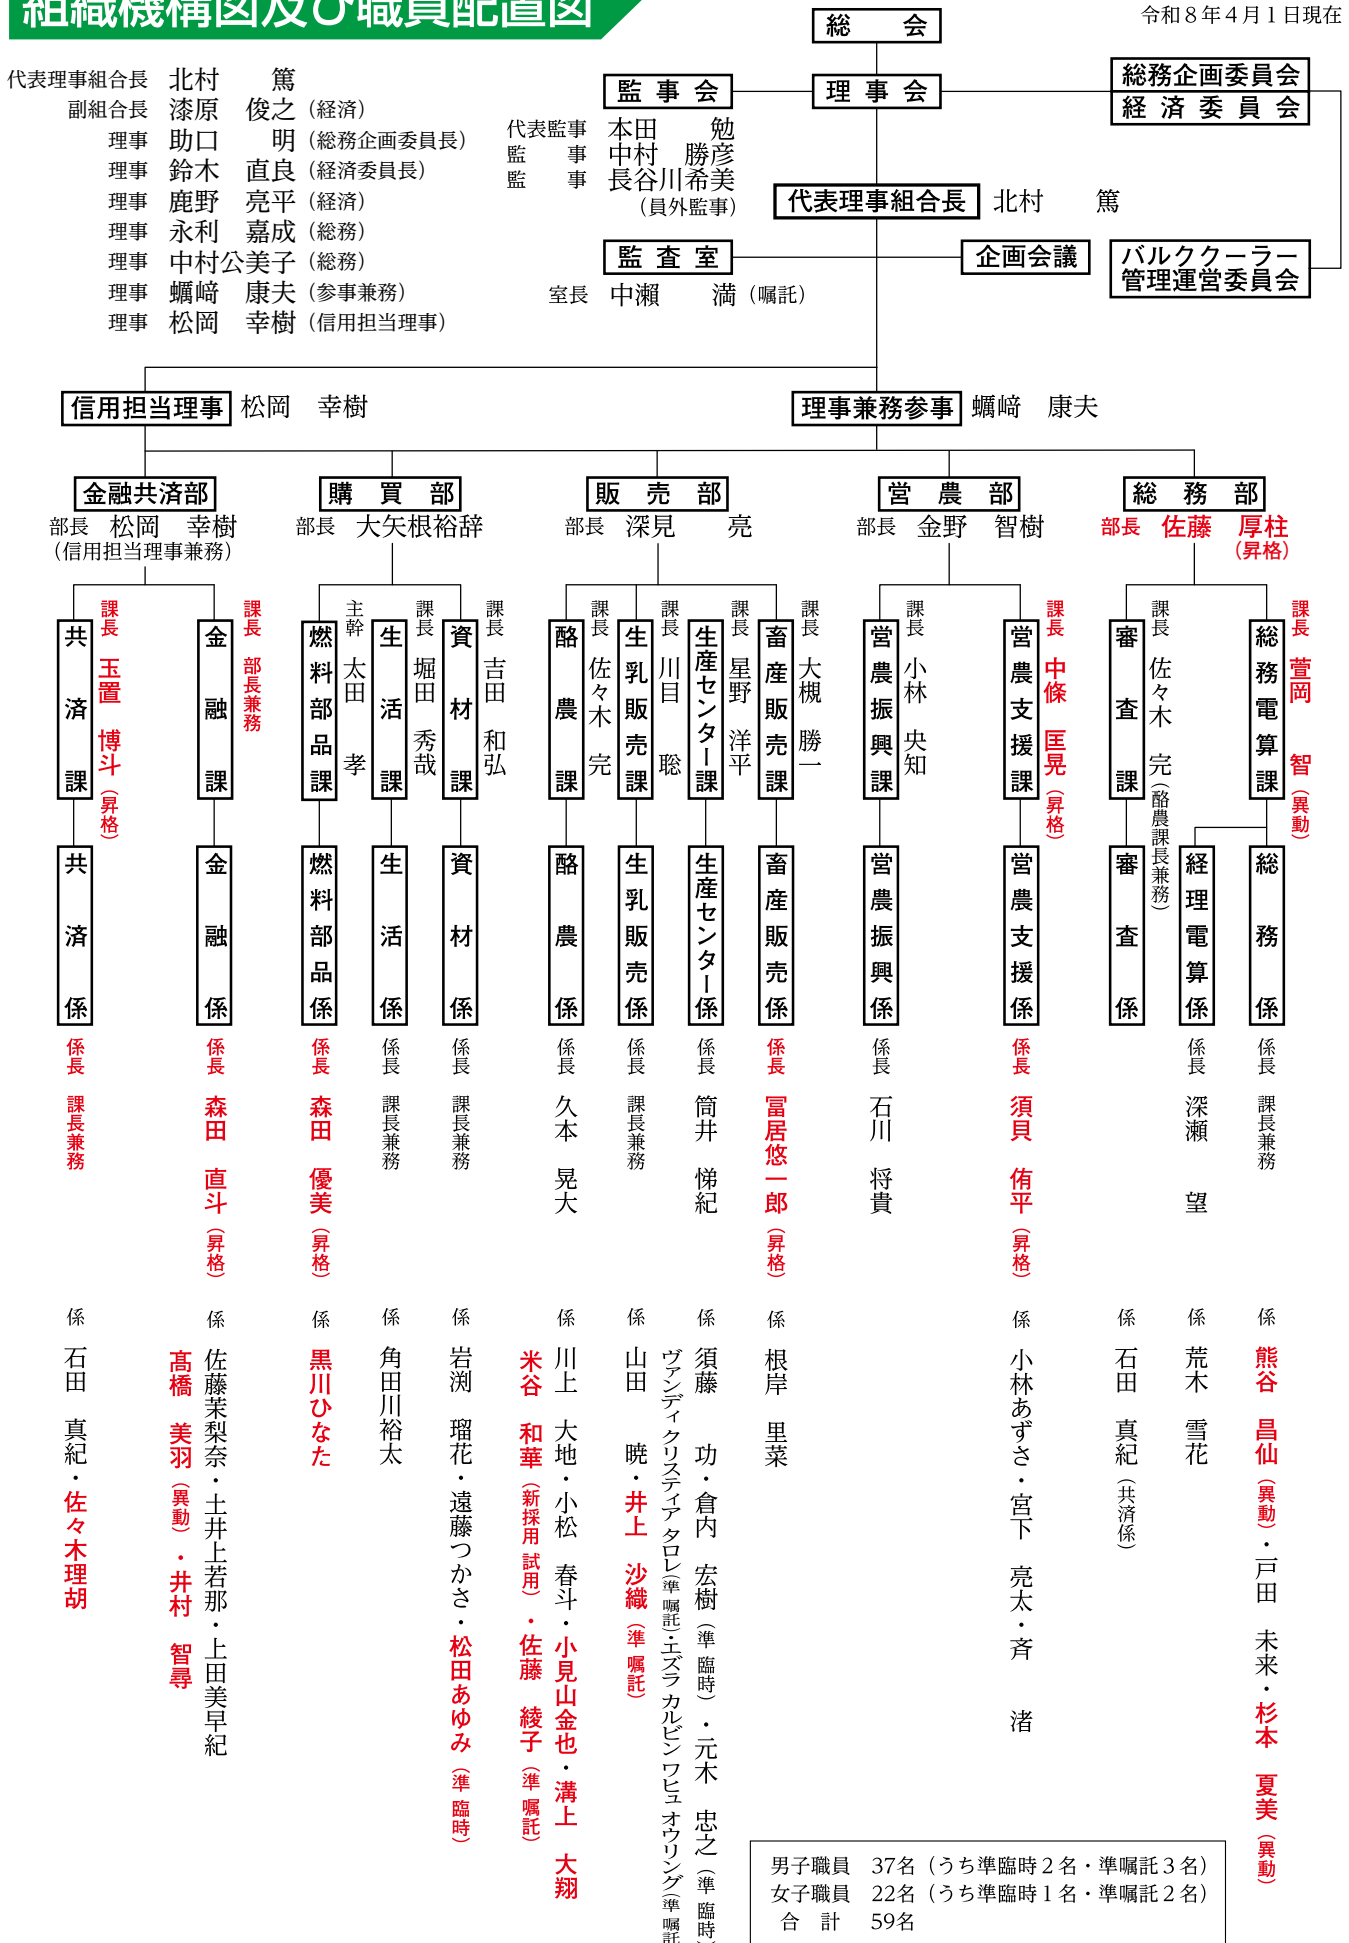 組織機構図及び職員配置図
令和８年４月１日現在
総　会
監事会
理事会
総務企画委員会
経済委員会
代表理事組合長　北村　篤
副組合長　漆原　俊之（経済）
理事　助口　明（総務企画委員長）
理事　鈴木　直良（経済委員長）
理事　鹿野　亮平（経済）
理事　永利　嘉成（総務）
理事　中村公美子（総務）
理事　蠣﨑　康夫（参事兼務）
理事　松岡　幸樹（信用担当理事）
代表監事　本田　勉
監　事　中村　勝彦
監　事　長谷川希美
（員外監事）
代表理事組合長　北村　篤
監査室
企画会議
バルククーラー
管理運営委員会
室長　中瀬　満（嘱託）
信用担当理事　松岡　幸樹
理事兼務参事　蠣﨑　康夫
金融共済部
部長　松岡　幸樹
（信用担当理事兼務）
購買部
部長　大矢根裕辞
販売部
部長　深見　亮
営農部
部長　金野　智樹
総務部
部長　佐藤　厚柱
（昇格）
共済課
課長　玉置　博斗（昇格）
金融課
課長　部長兼務
燃料部品課
主幹　太田　孝
生活課
課長　堀田　秀哉
資材課
課長　吉田　和弘
酪農課
課長　佐々木　完
生乳販売課
課長　川目　聡
生産センター課
課長　星野　洋平
畜産販売課
課長　大槻　勝一
営農振興課
課長　小林　央知
営農支援課
課長　中條　匡晃（昇格）
審査課
課長　佐々木　完（酪農課長兼務）
総務電算課
課長　萱岡　智（異動）
共済係
係長　課長兼務
係　石田　真紀・佐々木理胡
金融係
係長　森田　直斗（昇格）
係　佐藤茉梨奈・土井上若那・上田美早紀
髙橋　美羽（異動）・井村　智尋
燃料部品係
係長　森田　優美（昇格）
係　黒川ひなた
生活係
係長　課長兼務
係　角田川裕太
資材係
係長　課長兼務
係　岩渕　瑠花・遠藤つかさ・松田あゆみ（準 臨時）
酪農係
係長　久本　晃大
係　川上　大地・小松　春斗・小見山金也・溝上　大翔
米谷　和華（新採用 試用）・佐藤　綾子（準 嘱託）
生乳販売係
係長　課長兼務
係　山田　暁・井上　沙織（準 嘱託）
生産センター係
係長　筒井　悌紀
係　須藤　功・倉内　宏樹（準 臨時）・元木　忠之（準 臨時）
ヴァンディ クリスティア タロレ（準 嘱託）・エズラ カルビン ワヒュ オウリング（準 嘱託
畜産販売係
係長　冨居悠一郎（昇格）
係　根岸　里菜
営農振興係
係長　石川　将貴
営農支援係
係長　須貝　侑平（昇格）
係　小林あずさ・宮下　亮太・斉　渚
審査係
係　石田　真紀（共済係）
経理電算係
係長　深瀬　望
係　荒木　雪花
総務係
係長　課長兼務
係　熊谷　昌仙（異動）・戸田　未来・杉本　夏美（異動）
男子職員　37名（うち準臨時２名・準嘱託３名）
女子職員　22名（うち準臨時１名・準嘱託２名）
合　計　59名